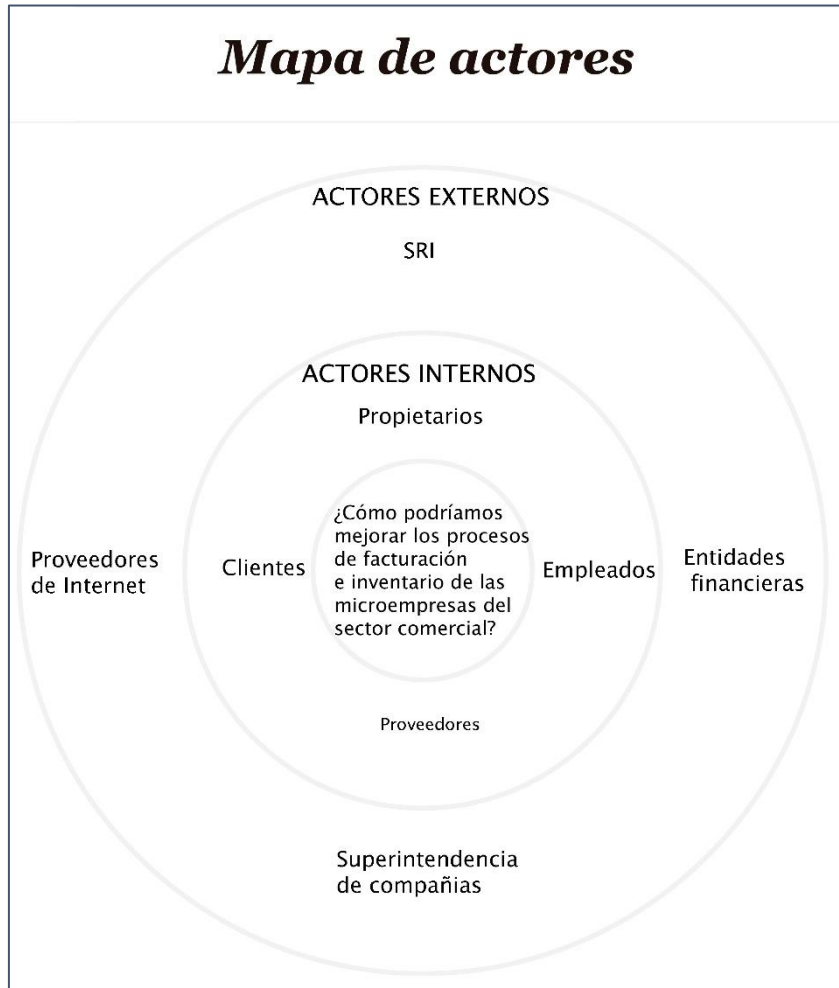 Mapa de actores
ACTORES EXTERNOS
SRI
ACTORES INTERNOS
Propietarios
¿Cómo podríamos
mejorar los procesos
de facturación
e inventario de las
microempresas del
sector comercial?
Proveedores
de Internet
Clientes
Empleados
Entidades
financieras
Proveedores
Superintendencia
de compañias